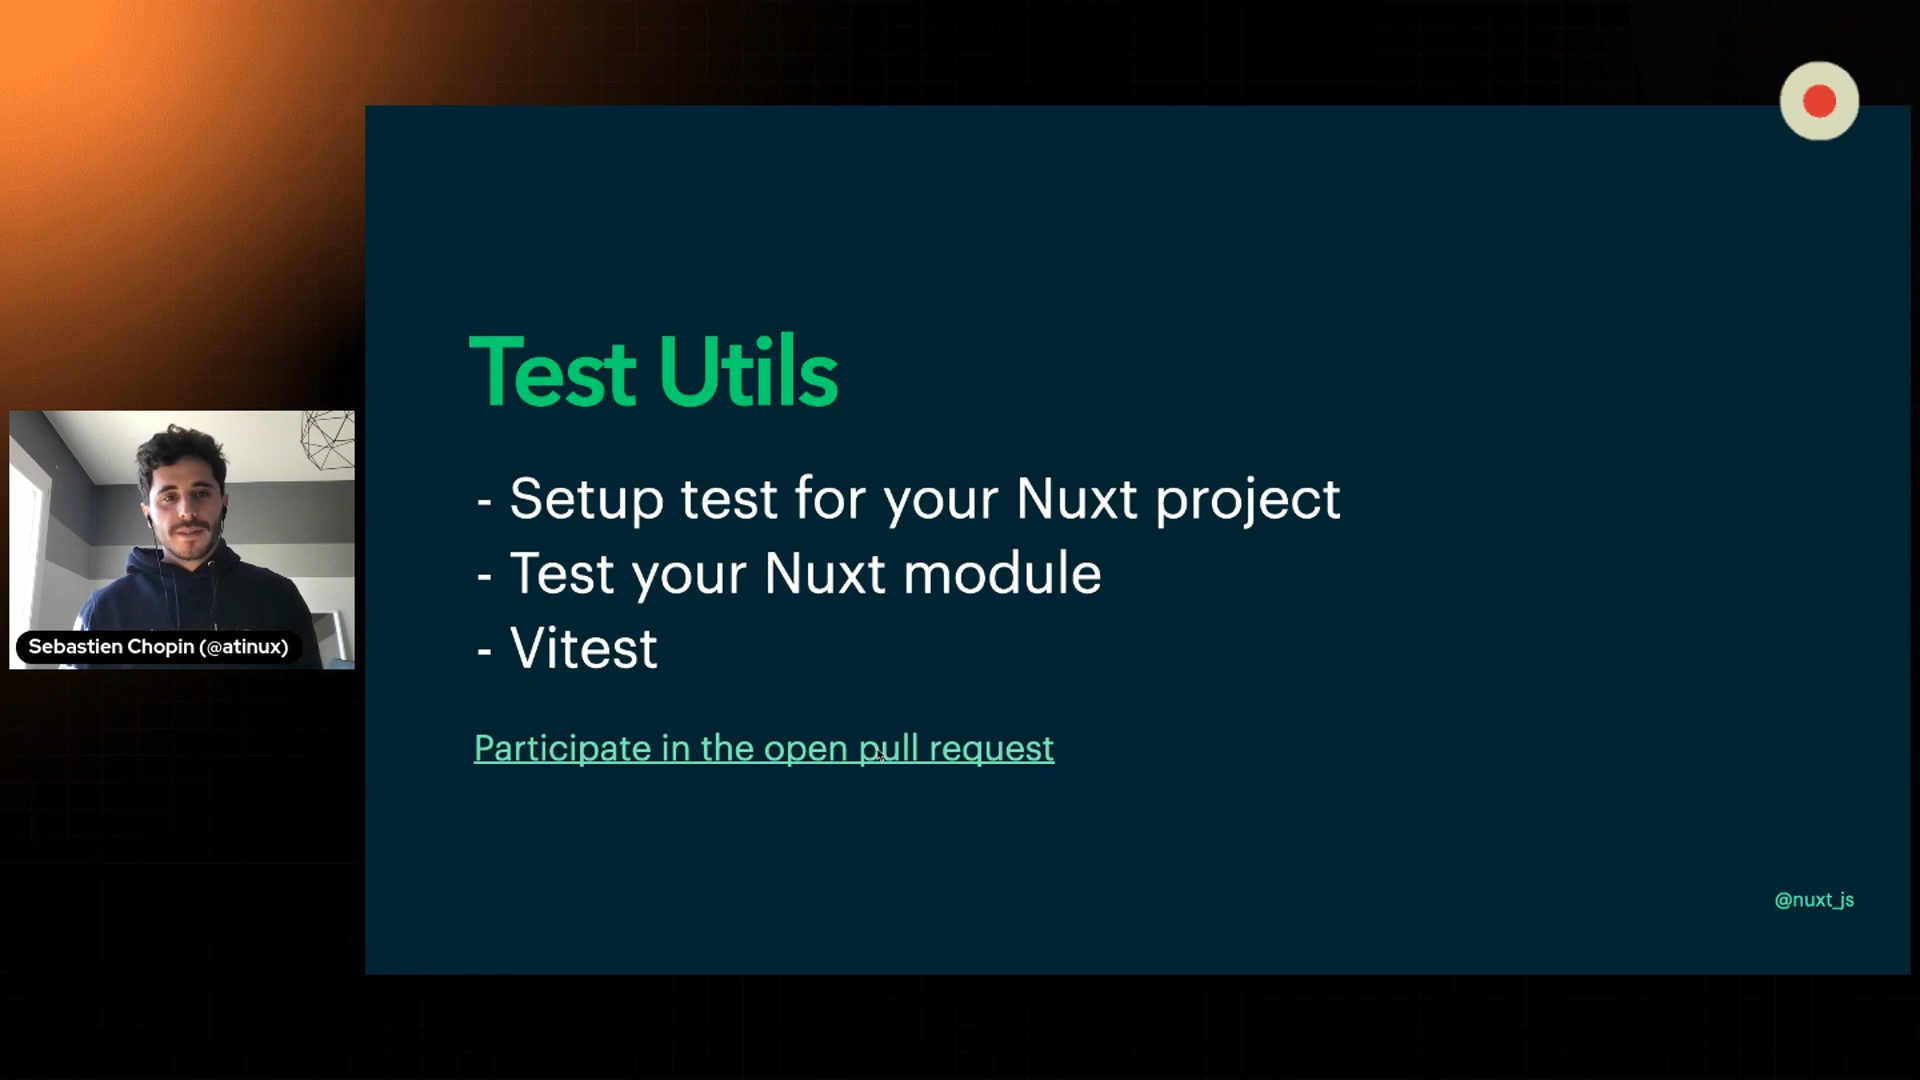 Test Utils
- Setup test for your Nuxt project
- Test your Nuxt module
- Vitest
Participate in the open pull request
Sebastien Chopin (@atinux)
@nuxt_js